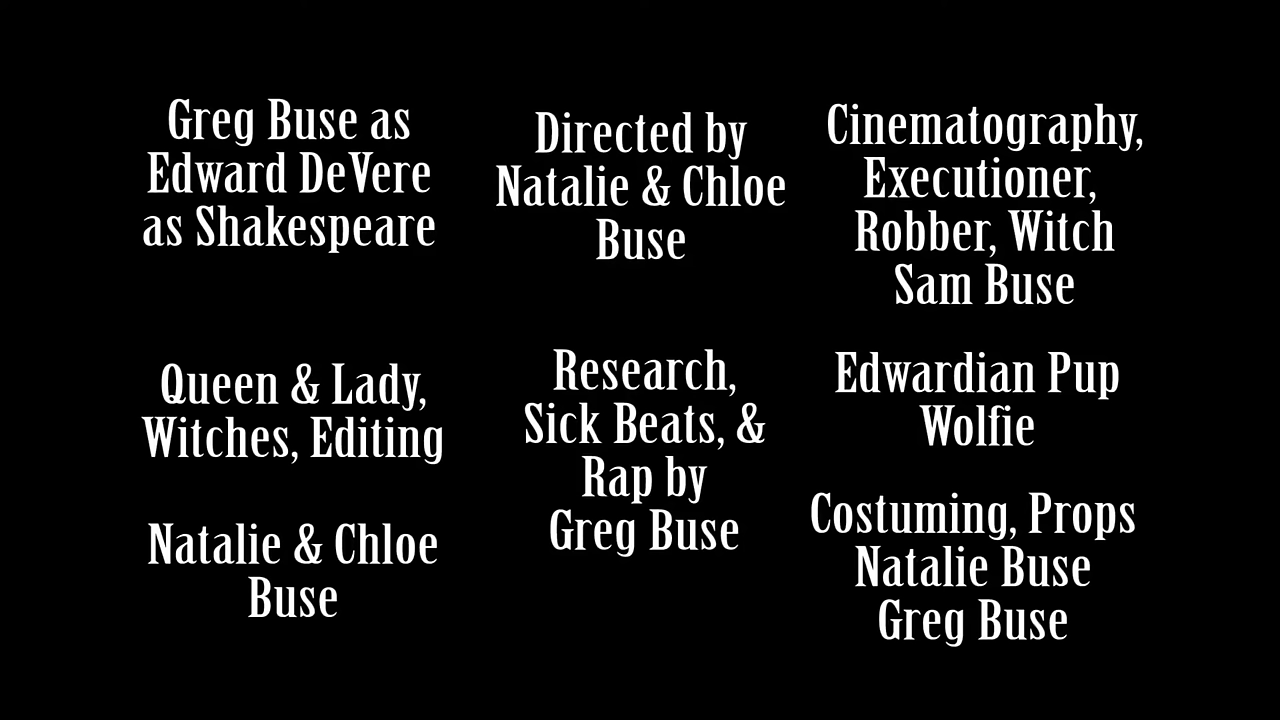 Greg Buse as
Edward DeVere
as Shakespeare
Directed by
Natalie & Chloe
Buse
Cinematography,
Executioner,
Robber, Witch
Sam Buse
Queen & Lady,
Witches, Editing
Natalie & Chloe
Buse
Research,
Sick Beats, &
Rap by
Greg Buse
Edwardian Pup
Wolfie
Costuming, Props
Natalie Buse
Greg Buse